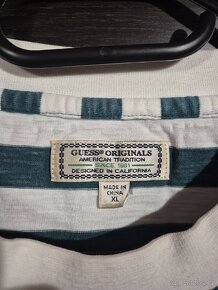 GUESS® ORIGINALS
AMERICAN TRADITION
SINCE 1981
DESIGNED IN CALIFORNIA
MADE IN
CHINA
XL